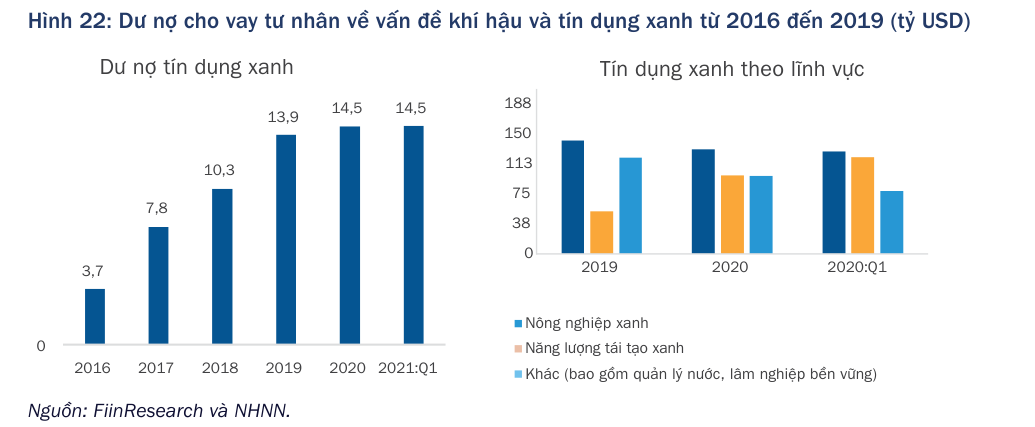 Hình 22: Dư nợ cho vay tư nhân về vấn đề khí hậu và tín dụng xanh từ 2016 đến 2019 (tỷ USD)
Dư nợ tín dụng xanh
3,7
7,8
10,3
13,9
14,5
14,5
0
2016 2017 2018 2019 2020 2021:Q1
Tín dụng xanh theo lĩnh vực
188
150
113
75
38
0
2019 2020 2020:Q1
Nông nghiệp xanh
Năng lượng tái tạo xanh
Khác (bao gồm quản lý nước, lâm nghiệp bền vững)
Nguồn: FiinResearch và NHNN.